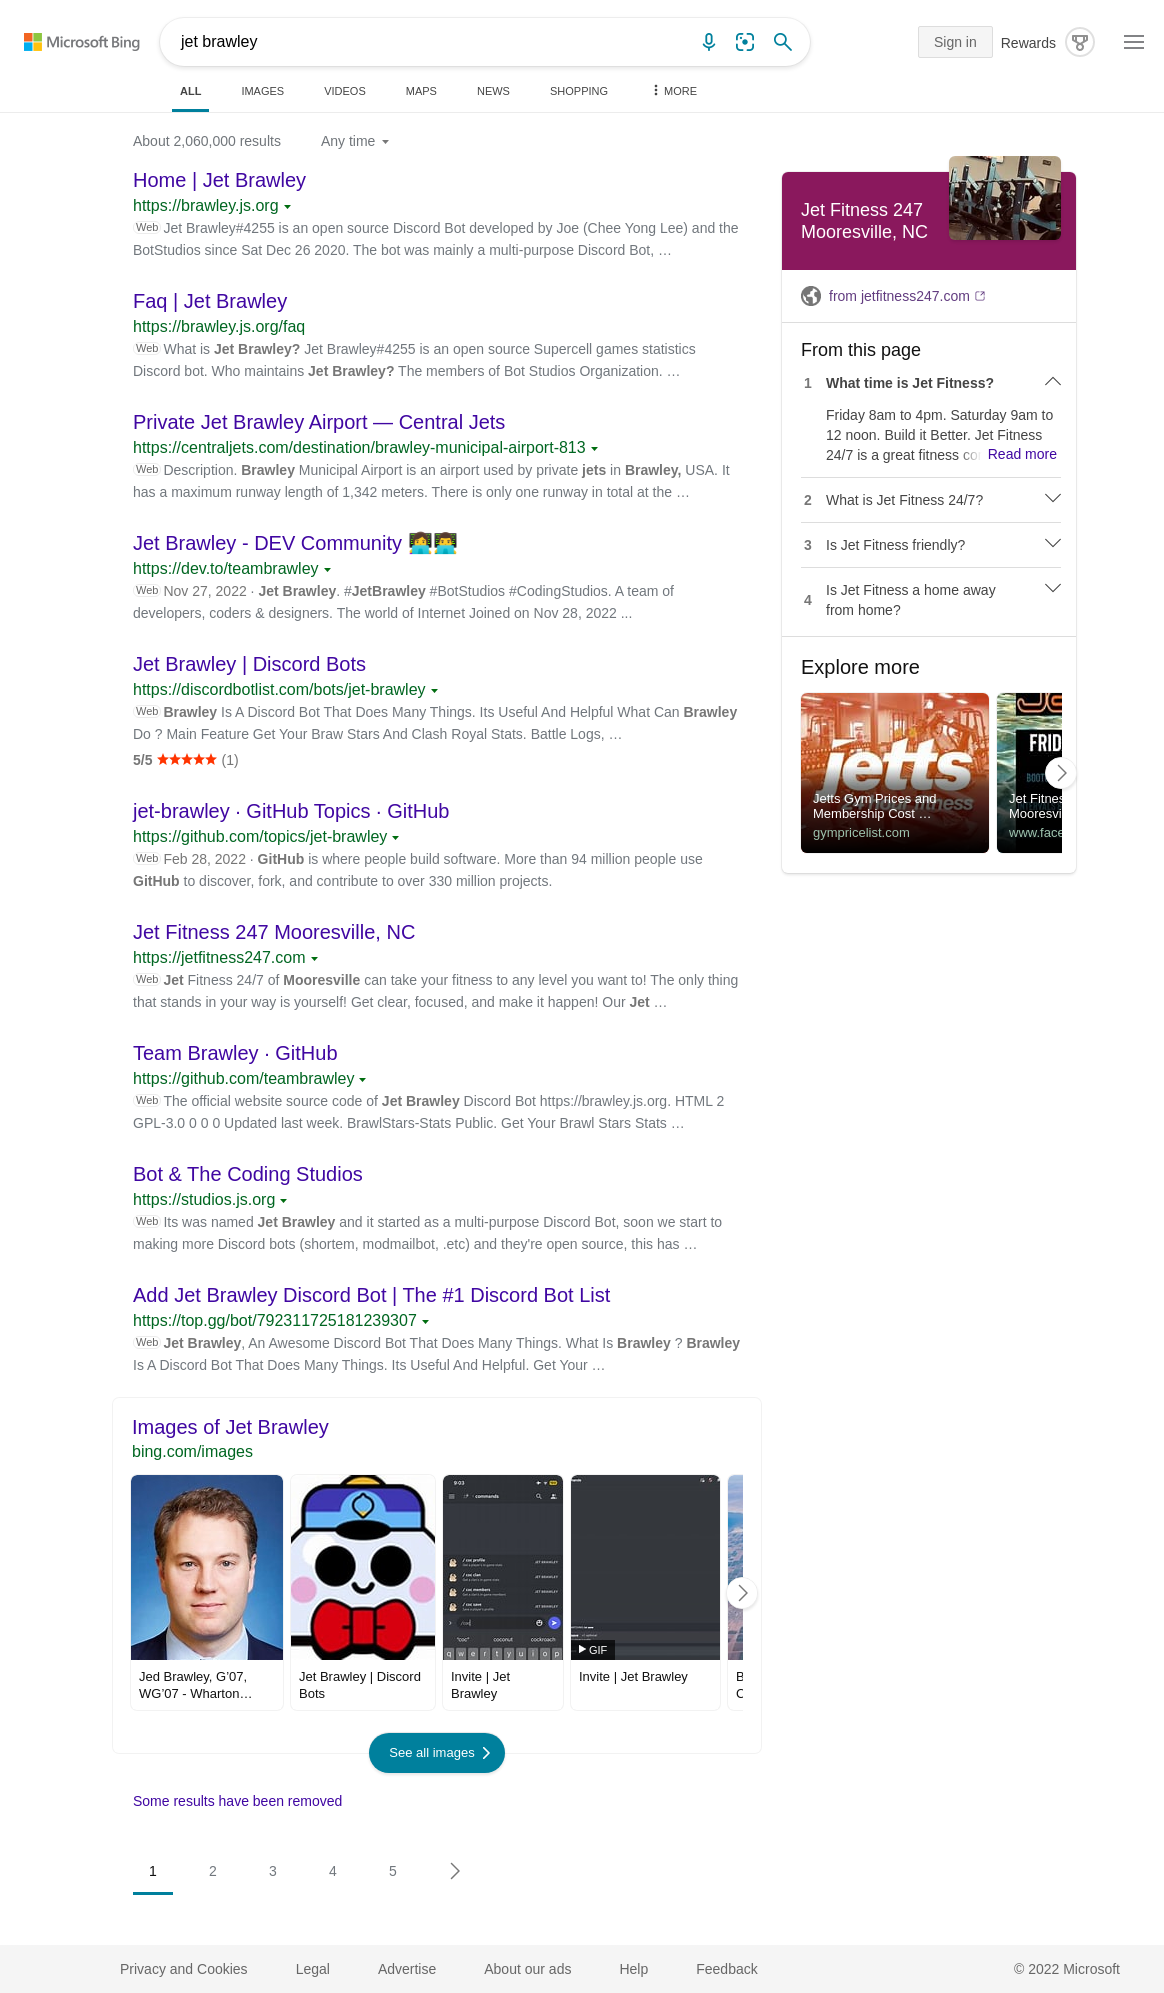 Microsoft Bing
jet brawley
Sign in
Rewards
ALL
IMAGES
VIDEOS
MAPS
NEWS
SHOPPING
MORE
About 2,060,000 results
Any time
Home | Jet Brawley
https://brawley.js.org
Web Jet Brawley#4255 is an open source Discord Bot developed by Joe (Chee Yong Lee) and the
BotStudios since Sat Dec 26 2020. The bot was mainly a multi-purpose Discord Bot, …
Faq | Jet Brawley
https://brawley.js.org/faq
Web What is Jet Brawley? Jet Brawley#4255 is an open source Supercell games statistics
Discord bot. Who maintains Jet Brawley? The members of Bot Studios Organization. …
Private Jet Brawley Airport — Central Jets
https://centraljets.com/destination/brawley-municipal-airport-813
Web Description. Brawley Municipal Airport is an airport used by private jets in Brawley, USA. It
has a maximum runway length of 1,342 meters. There is only one runway in total at the …
Jet Brawley - DEV Community 👩‍💻👨‍💻
https://dev.to/teambrawley
Web Nov 27, 2022 · Jet Brawley. #JetBrawley #BotStudios #CodingStudios. A team of
developers, coders & designers. The world of Internet Joined on Nov 28, 2022 ...
Jet Brawley | Discord Bots
https://discordbotlist.com/bots/jet-brawley
Web Brawley Is A Discord Bot That Does Many Things. Its Useful And Helpful What Can Brawley
Do ? Main Feature Get Your Braw Stars And Clash Royal Stats. Battle Logs, …
5/5 ★★★★★ (1)
jet-brawley · GitHub Topics · GitHub
https://github.com/topics/jet-brawley
Web Feb 28, 2022 · GitHub is where people build software. More than 94 million people use
GitHub to discover, fork, and contribute to over 330 million projects.
Jet Fitness 247 Mooresville, NC
https://jetfitness247.com
Web Jet Fitness 24/7 of Mooresville can take your fitness to any level you want to! The only thing
that stands in your way is yourself! Get clear, focused, and make it happen! Our Jet …
Team Brawley · GitHub
https://github.com/teambrawley
Web The official website source code of Jet Brawley Discord Bot https://brawley.js.org. HTML 2
GPL-3.0 0 0 0 Updated last week. BrawlStars-Stats Public. Get Your Brawl Stars Stats …
Bot & The Coding Studios
https://studios.js.org
Web Its was named Jet Brawley and it started as a multi-purpose Discord Bot, soon we start to
making more Discord bots (shortem, modmailbot, .etc) and they're open source, this has …
Add Jet Brawley Discord Bot | The #1 Discord Bot List
https://top.gg/bot/792311725181239307
Web Jet Brawley, An Awesome Discord Bot That Does Many Things. What Is Brawley ? Brawley
Is A Discord Bot That Does Many Things. Its Useful And Helpful. Get Your …
Images of Jet Brawley
bing.com/images
9:03
commands
/ coc profile
/ coc clan
/ coc members
/ coc save
JET BRAWLEY
JET BRAWLEY
JET BRAWLEY
JET BRAWLEY
"coc"
coconut
cockroach
q w e r t y u i o p
GIF
Jed Brawley, G'07,
WG'07 - Wharton…
Jet Brawley | Discord
Bots
Invite | Jet
Brawley
Invite | Jet Brawley
See all images
Some results have been removed
1
2
3
4
5
Jet Fitness 247
Mooresville, NC
from jetfitness247.com
From this page
1 What time is Jet Fitness?
Friday 8am to 4pm. Saturday 9am to
12 noon. Build it Better. Jet Fitness
24/7 is a great fitness co Read more
2 What is Jet Fitness 24/7?
3 Is Jet Fitness friendly?
4 Is Jet Fitness a home away
from home?
Explore more
jetts
24 hour fitness
Jetts Gym Prices and
Membership Cost …
gympricelist.com
FRID
BOOT
Jet Fitnes
Mooresvi
www.face
Privacy and Cookies
Legal
Advertise
About our ads
Help
Feedback
© 2022 Microsoft